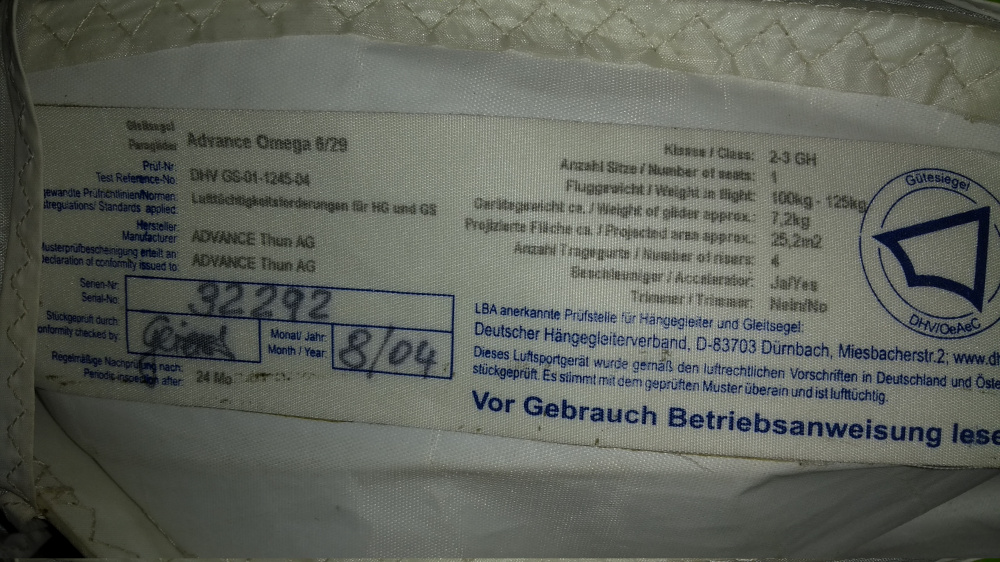 Gleitsegel
Paraglider Advance Omega 6/29
Prüf-Nr.
Test Reference-No. DHV GS-01-1245-04
ewandte Prüfrichtlinien/Normen:
regulations/ Standards applied: Lufttüchtigkeitsforderungen für HG und GS
Hersteller:
Manufacturer ADVANCE Thun AG
usterprüfbescheinigung erteilt an:
eclaration of conformity issued to: ADVANCE Thun AG
Serien-Nr.
Serial-No. 32292
Stückgeprüft durch:
onformity checked by:
Monat/ Jahr:
Month / Year: 8/04
Regelmäßige Nachprüfung nach:
Periodic inspection after: 24 Mo
Klasse / Class: 2-3 GH
Anzahl Sitze / Number of seats: 1
Fluggewicht / Weight in flight: 100kg - 125kg
Gerätegewicht ca. / Weight of glider approx.: 7,2kg
Projizierte Fläche ca. / Projected area approx.: 25,2m2
Anzahl Tragegurte / Number of risers: 4
Beschleuniger / Accelerator: Ja/Yes
Trimmer / Trimmer: Nein/No
LBA anerkannte Prüfstelle für Hängegleiter und Gleitsegel:
Deutscher Hängegleiterverband, D-83703 Dürnbach, Miesbacherstr.2; www.dh
Dieses Luftsportgerät wurde gemäß den luftrechtlichen Vorschriften in Deutschland und Öste
stückgeprüft. Es stimmt mit dem geprüften Muster überein und ist lufttüchtig.
Vor Gebrauch Betriebsanweisung lese
Gütesiegel
DHV/OeAeC